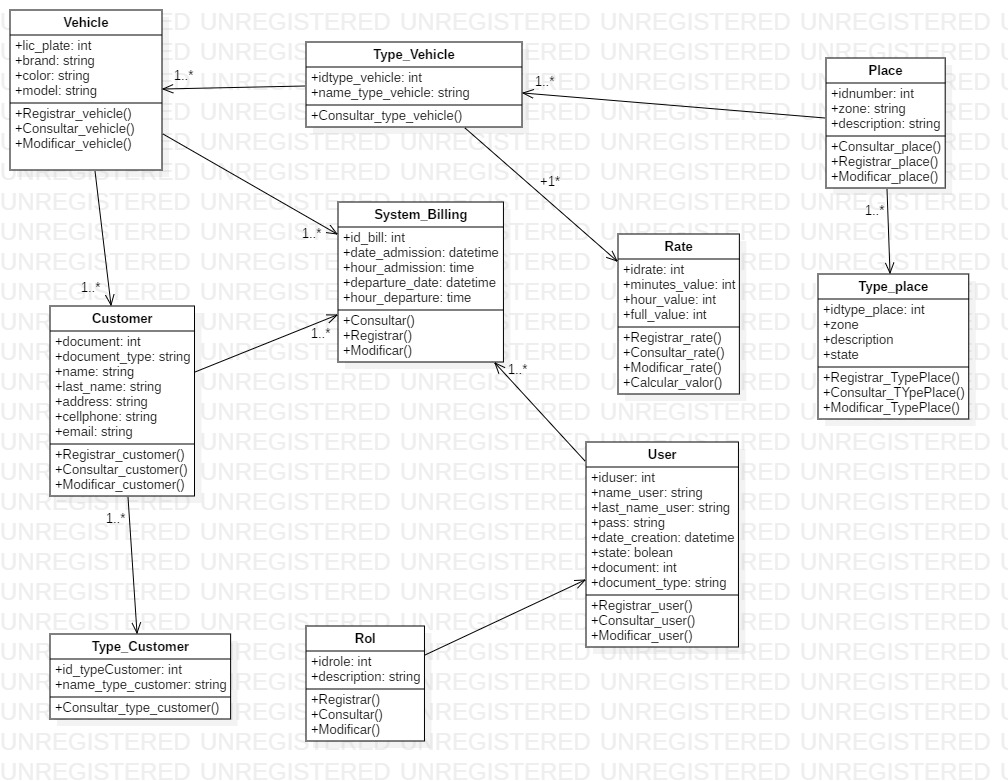 Vehicle
+lic_plate: int
+brand: string
+color: string
+model: string
+Registrar_vehicle()
+Consultar_vehicle()
+Modificar_vehicle()
1..*
Type_Vehicle
+idtype_vehicle: int
+name_type_vehicle: string
+Consultar_type_vehicle()
1..*
Place
+idnumber: int
+zone: string
+description: string
+Consultar_place()
+Registrar_place()
+Modificar_place()
+1*
1..*
1..*
System_Billing
+id_bill: int
+date_admission: datetime
+hour_admission: time
+departure_date: datetime
+hour_departure: time
+Consultar()
+Registrar()
+Modificar()
Rate
+idrate: int
+minutes_value: int
+hour_value: int
+full_value: int
+Registrar_rate()
+Consultar_rate()
+Modificar_rate()
+Calcular_valor()
Type_place
+idtype_place: int
+zone
+description
+state
+Registrar_TypePlace()
+Consultar_TYpePlace()
+Modificar_TypePlace()
1..*
Customer
+document: int
+document_type: string
+name: string
+last_name: string
+address: string
+cellphone: string
+email: string
+Registrar_customer()
+Consultar_customer()
+Modificar_customer()
1..*
1..*
User
+iduser: int
+name_user: string
+last_name_user: string
+pass: string
+date_creation: datetime
+state: bolean
+document: int
+document_type: string
+Registrar_user()
+Consultar_user()
+Modificar_user()
1..*
Type_Customer
+id_typeCustomer: int
+name_type_customer: string
+Consultar_type_customer()
Rol
+idrole: int
+description: string
+Registrar()
+Consultar()
+Modificar()
UNREGISTERED